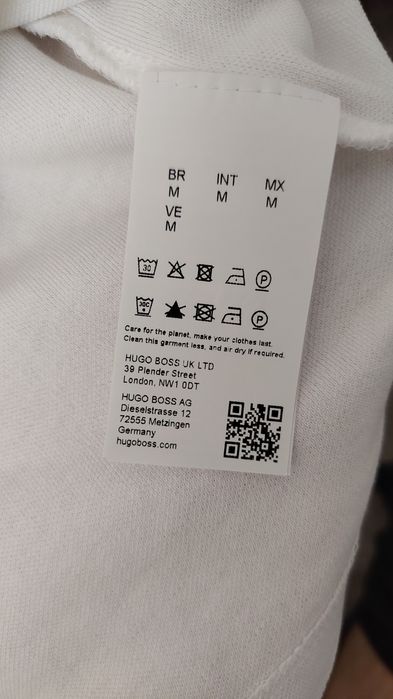 BR INT MX
M M M
VE
M
30 P
30C P
Care for the planet, make your clothes last.
Clean this garment less, and air dry if required.
HUGO BOSS UK LTD
39 Plender Street
London, NW1 0DT
HUGO BOSS AG
Dieselstrasse 12
72555 Metzingen
Germany
hugoboss.com